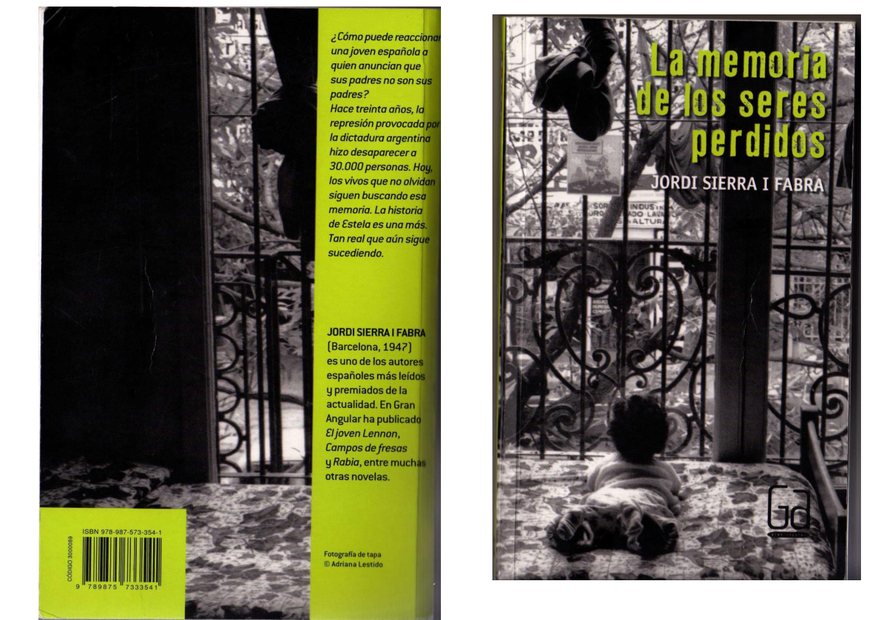 ¿Cómo puede reaccionar
una joven española a
quien anuncian que
sus padres no son sus
padres?
Hace treinta años, la
represión provocada por
la dictadura argentina
hizo desaparecer a
30.000 personas. Hoy,
los vivos que no olvidan
siguen buscando esa
memoria. La historia
de Estela es una más.
Tan real que aún sigue
sucediendo.
JORDI SIERRA I FABRA
(Barcelona, 1947)
es uno de los autores
españoles más leídos
y premiados de la
actualidad. En Gran
Angular ha publicado
El joven Lennon,
Campos de fresas
y Rabia, entre muchas
otras novelas.
Fotografía de tapa
© Adriana Lestido
CÓDIGO 3000059
ISBN 978-987-573-354-1
9 789875 733541
La memoria
de los seres
perdidos
JORDI SIERRA I FABRA
INDUST
ALTURA
Gd